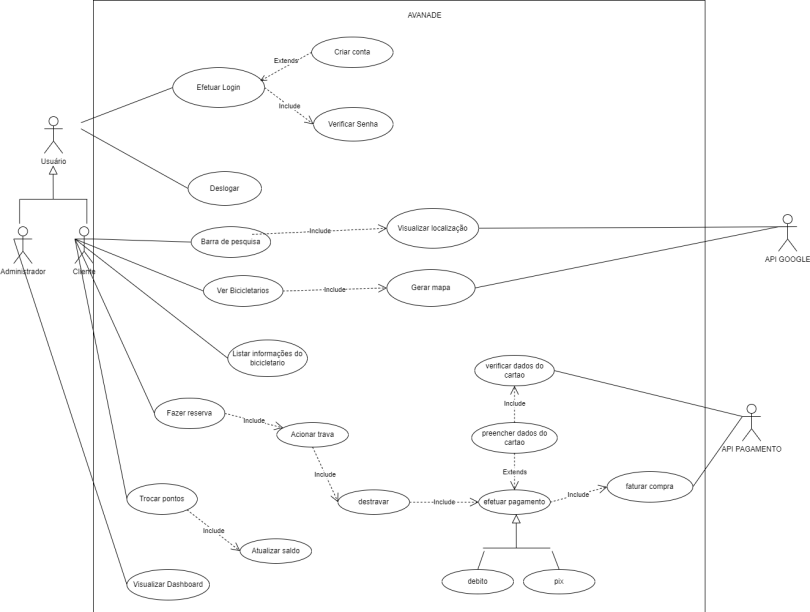 AVANADE
Criar conta
Extends
Efetuar Login
Include
Verificar Senha
Usuário
Deslogar
Barra de pesquisa
Include
Visualizar localização
API GOOGLE
Administrador
Cliente
Ver Bicicletarios
Include
Gerar mapa
Listar informações do
bicicletario
verificar dados do
cartao
Include
Fazer reserva
Include
Acionar trava
preencher dados do
cartao
API PAGAMENTO
Include
Extends
faturar compra
Trocar pontos
destravar
Include
efetuar pagamento
Include
Include
Atualizar saldo
Visualizar Dashboard
debito
pix